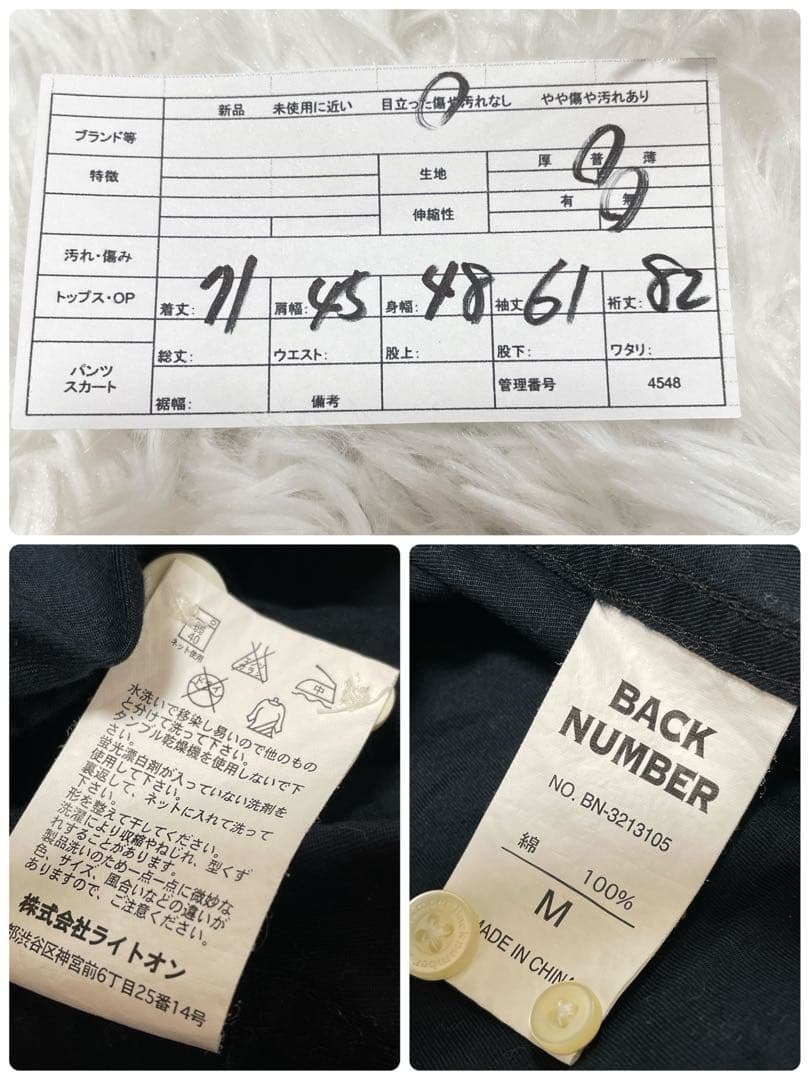 新品 未使用に近い 目立った傷や汚れなし やや傷や汚れあり
ブランド等
特徴 生地 厚 普 薄
伸縮性 有 無
汚れ・傷み
トップス・OP 着丈: 71 肩幅: 45 身幅: 48 袖丈: 61 裄丈: 82
パンツ スカート 総丈: ウエスト: 股上: 股下: ワタリ:
裾幅: 備考 管理番号 4548
40
ネット使用
ドライ
中
水洗いで移染し易いので他のもの
と分けて洗って下さい。
タンブル乾燥機を使用しないで下
さい。
蛍光漂白剤が入っていない洗剤を
使用して下さい。
裏返して、ネットに入れて洗って
下さい。
形を整えて干してください。
洗濯により収縮やねじれ、型くず
れすることがあります。
製品洗いのため一点一点に微妙な
色、サイズ、風合いなどの違いが
ありますので、ご注意ください。
株式会社ライトオン
都渋谷区神宮前6丁目25番14号
BACK
NUMBER
NO. BN-3213105
綿 100%
M
MADE IN CHINA